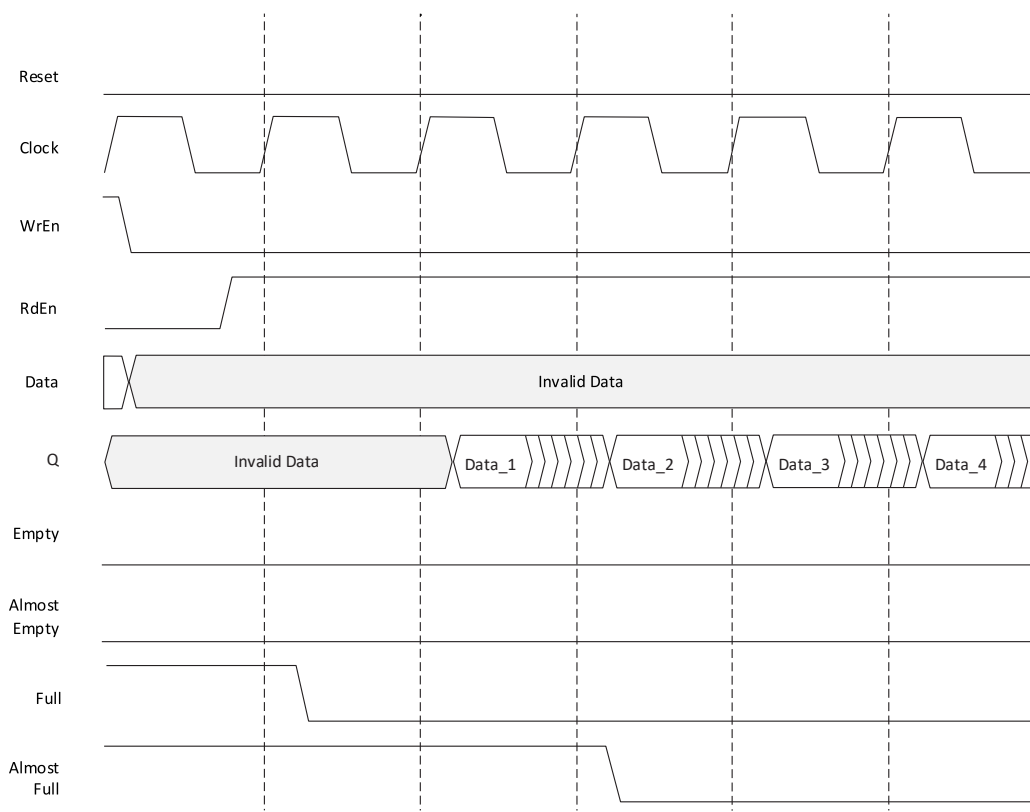 Reset
Clock
WrEn
RdEn
Data
Invalid Data
Q
Invalid Data
Data_1
Data_2
Data_3
Data_4
Empty
Almost
Empty
Full
Almost
Full